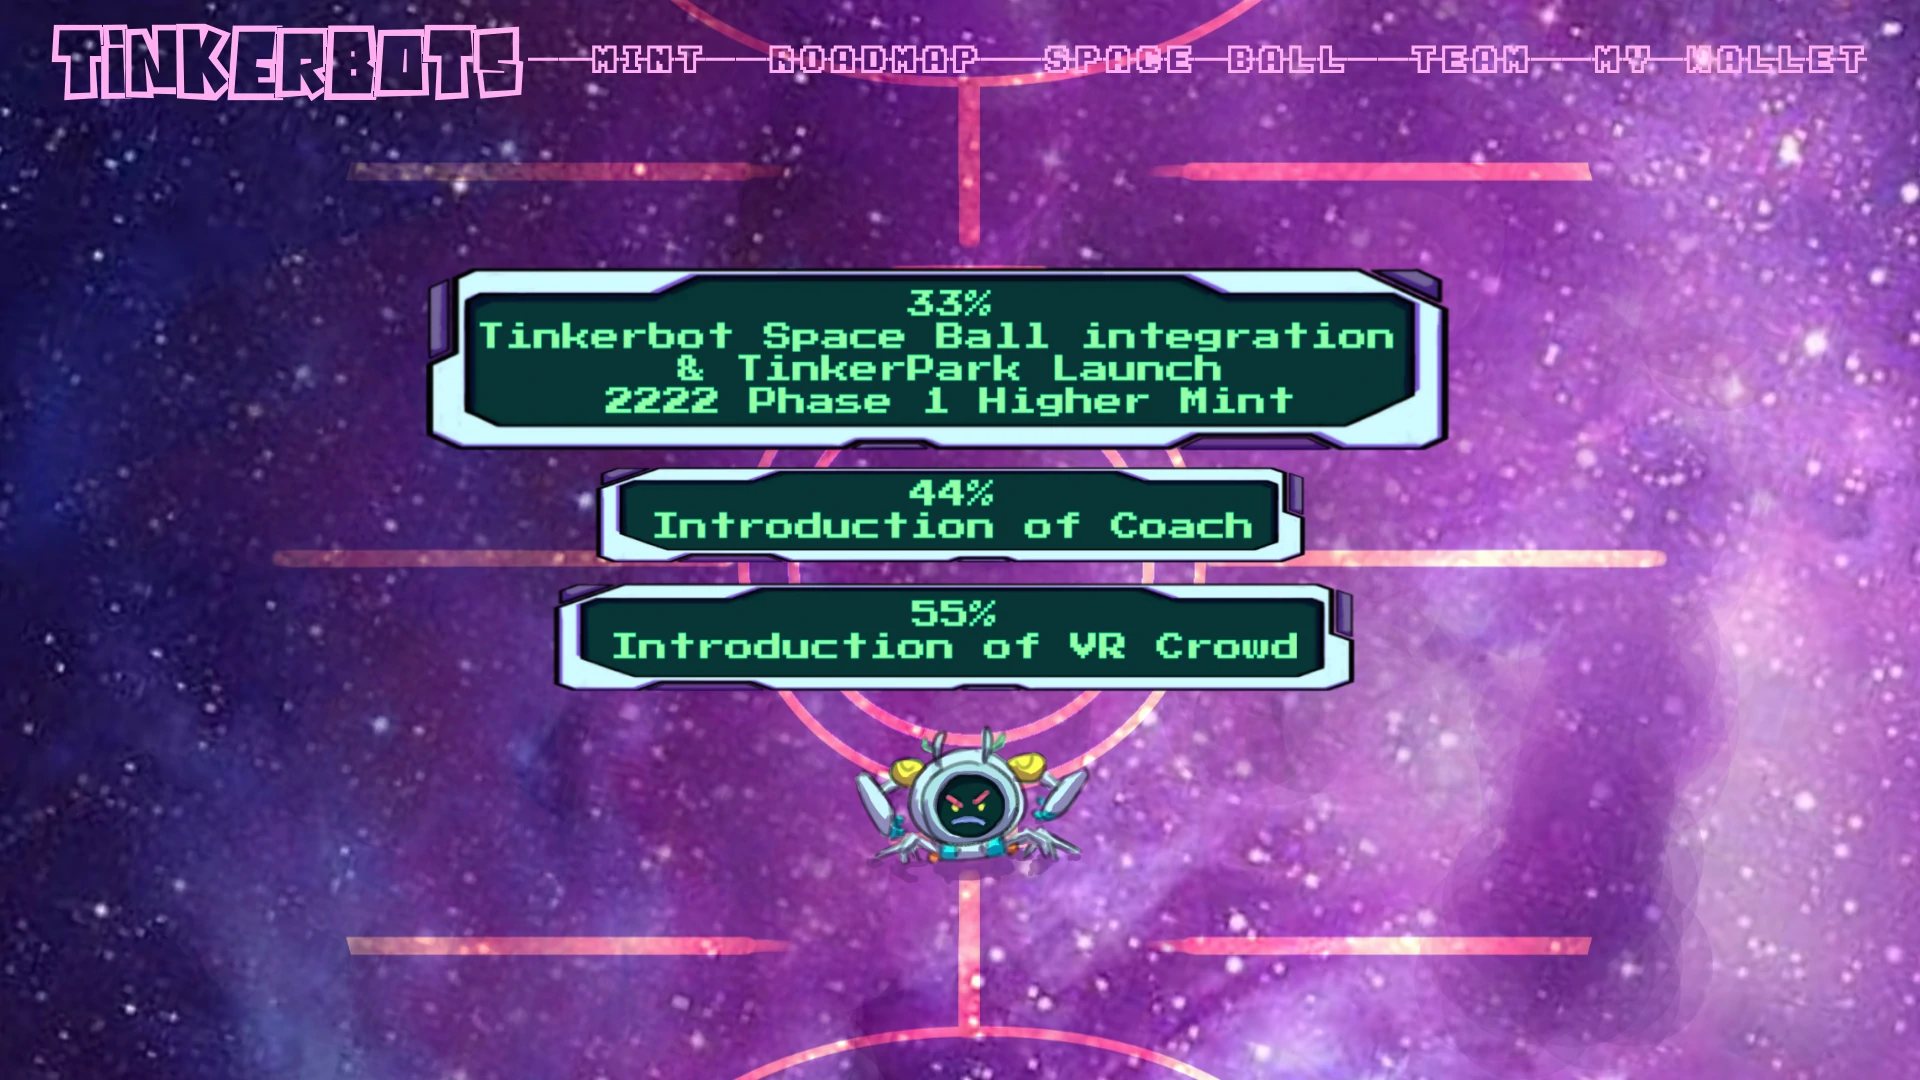 TiNKERBOTS
MINT ROADMAP SPACE BALL TEAM MY WALLET
33%
Tinkerbot Space Ball integration
& TinkerPark Launch
2222 Phase 1 Higher Mint
44%
Introduction of Coach
55%
Introduction of VR Crowd